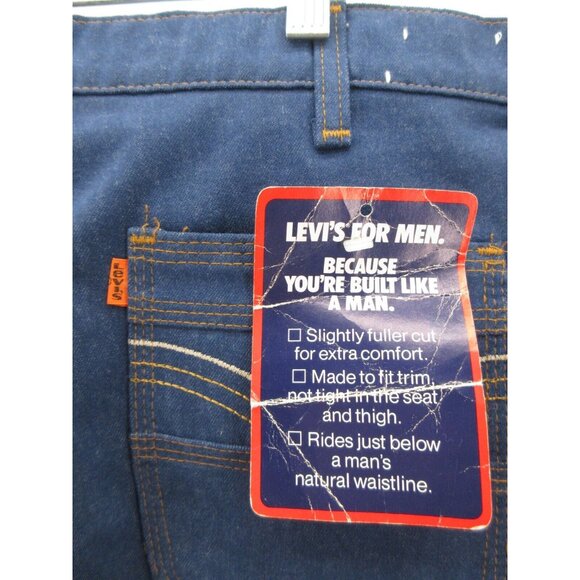 LEVI'S FOR MEN.
BECAUSE
YOU'RE BUILT LIKE
A MAN.
☐ Slightly fuller cut
for extra comfort.
☐ Made to fit trim,
not tight in the seat
and thigh.
☐ Rides just below
a man's
natural waistline.
LEVI'S